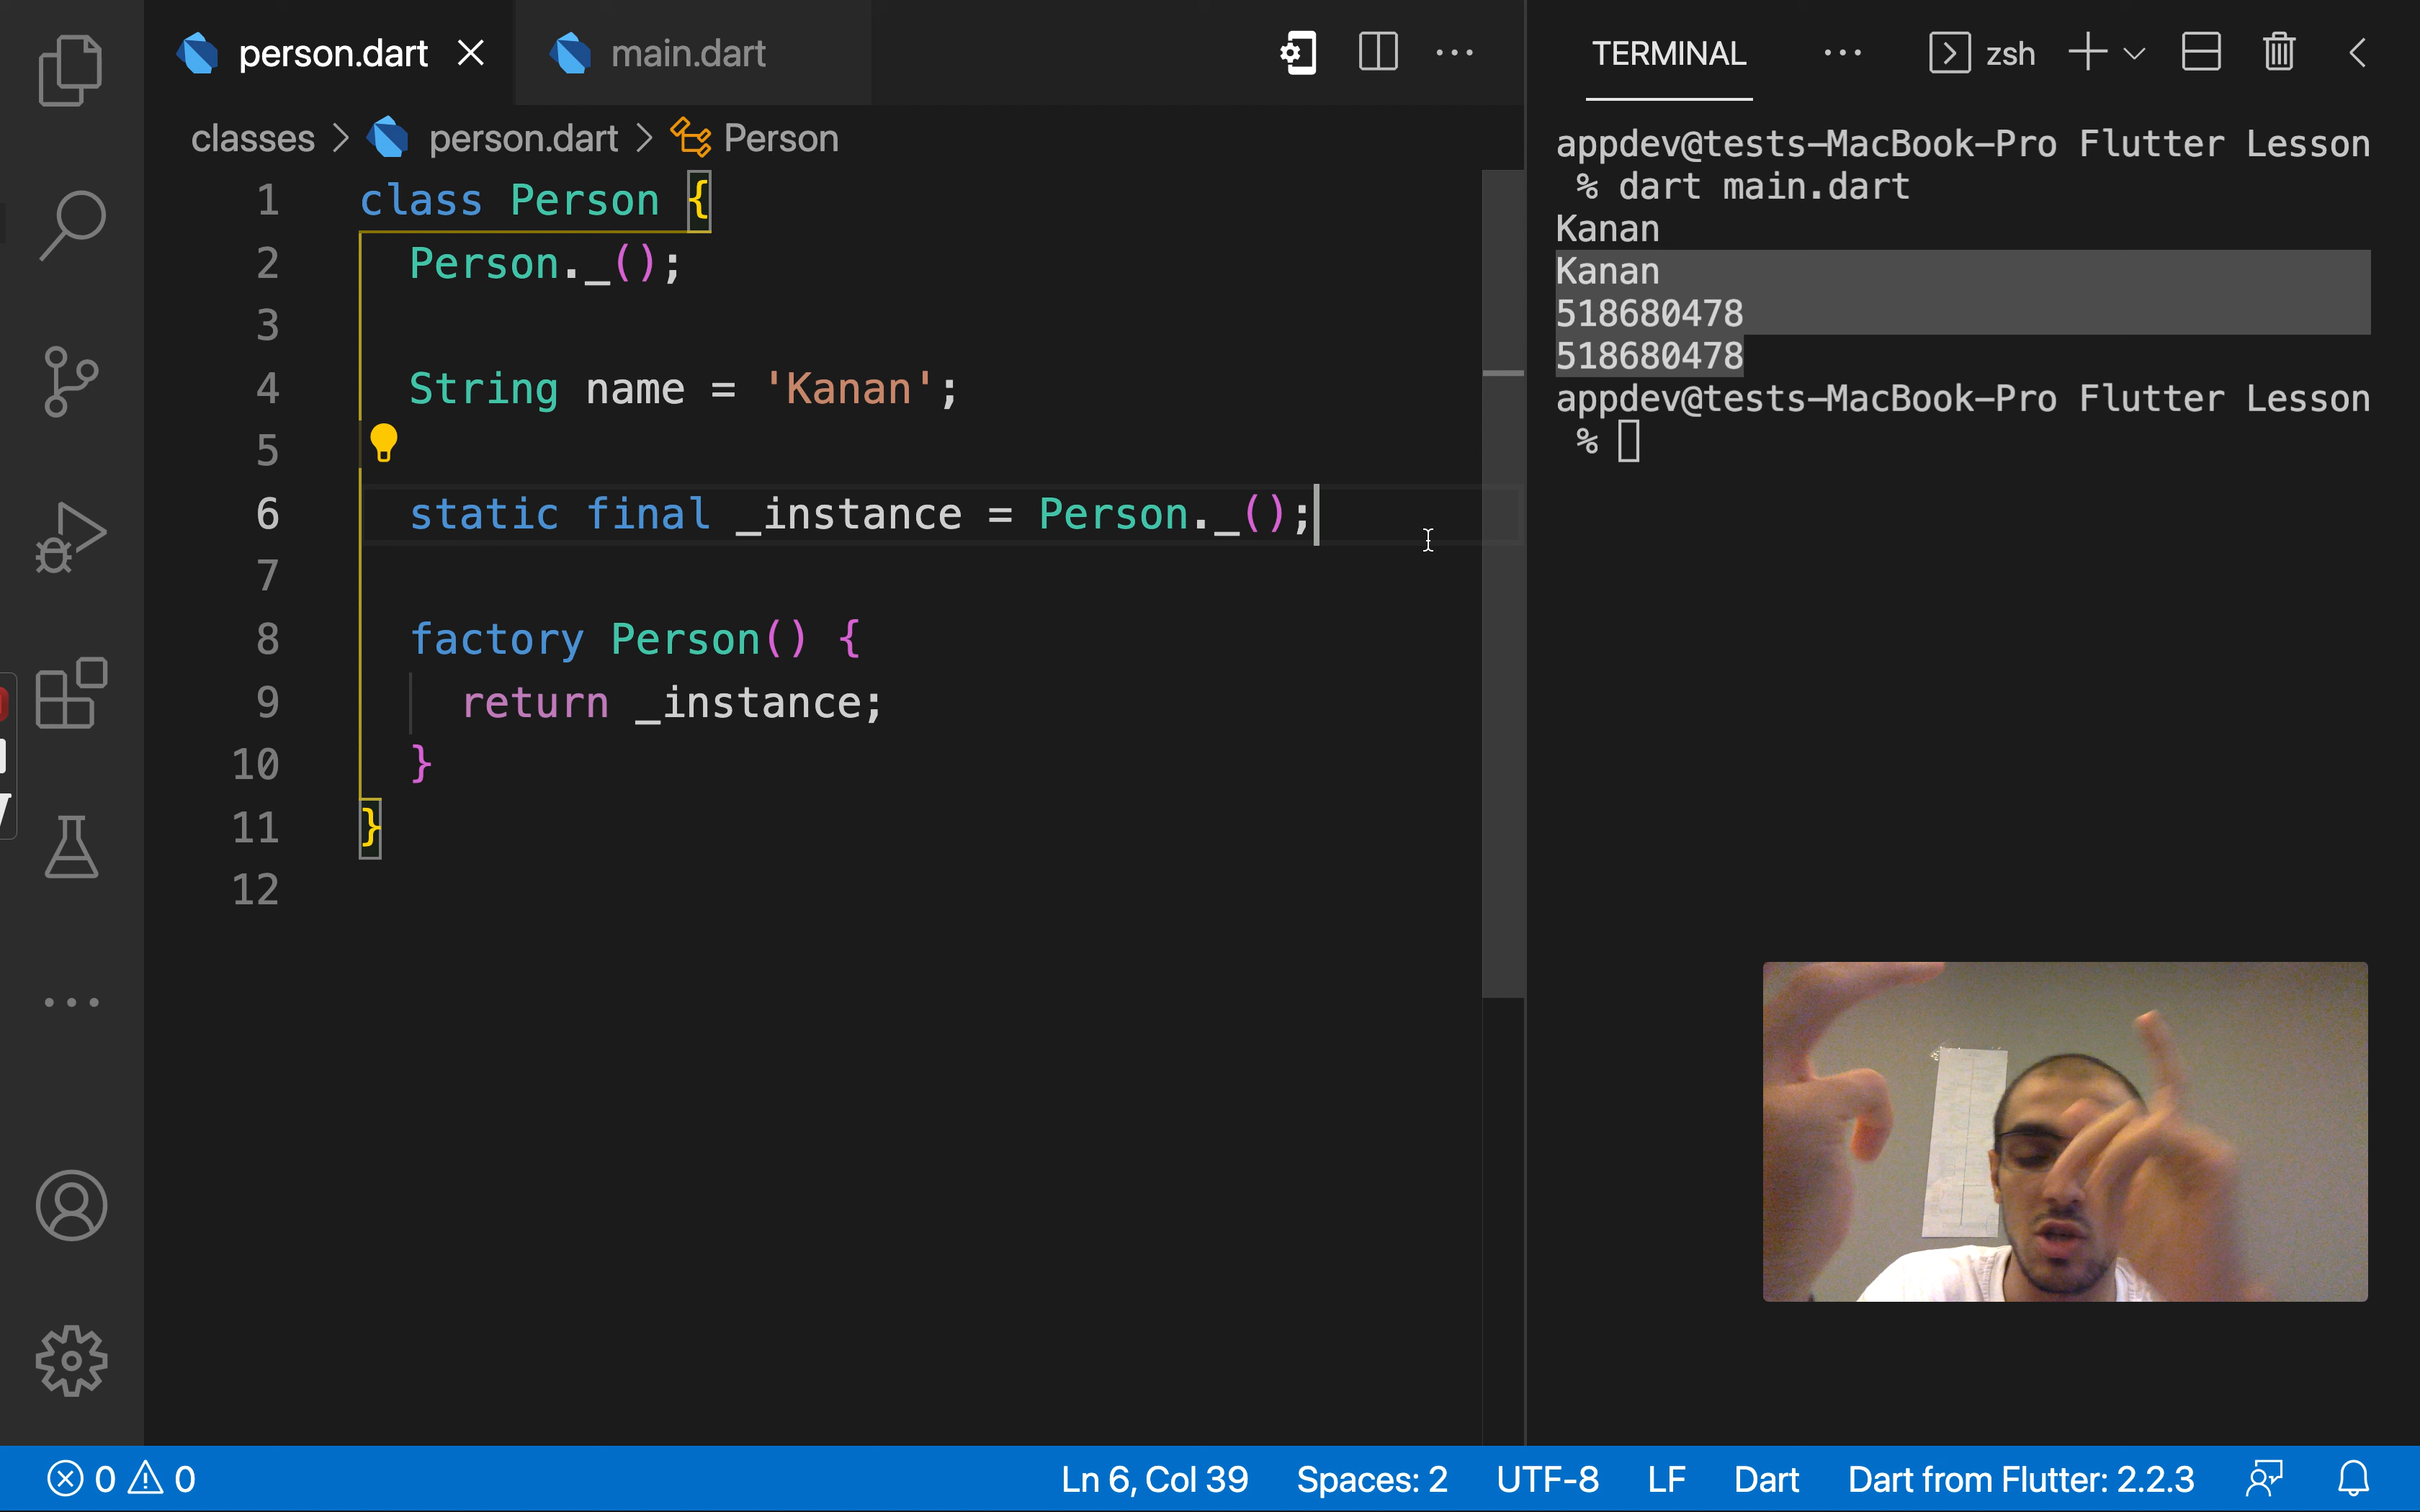 person.dart
main.dart
classes > person.dart > Person
1 class Person {
2 Person._();
3
4 String name = 'Kanan';
5
6 static final _instance = Person._();
7
8 factory Person() {
9 return _instance;
10 }
11 }
12
TERMINAL
zsh
appdev@tests-MacBook-Pro Flutter Lesson
% dart main.dart
Kanan
Kanan
518680478
518680478
appdev@tests-MacBook-Pro Flutter Lesson
%
0 0
Ln 6, Col 39
Spaces: 2
UTF-8
LF
Dart
Dart from Flutter: 2.2.3